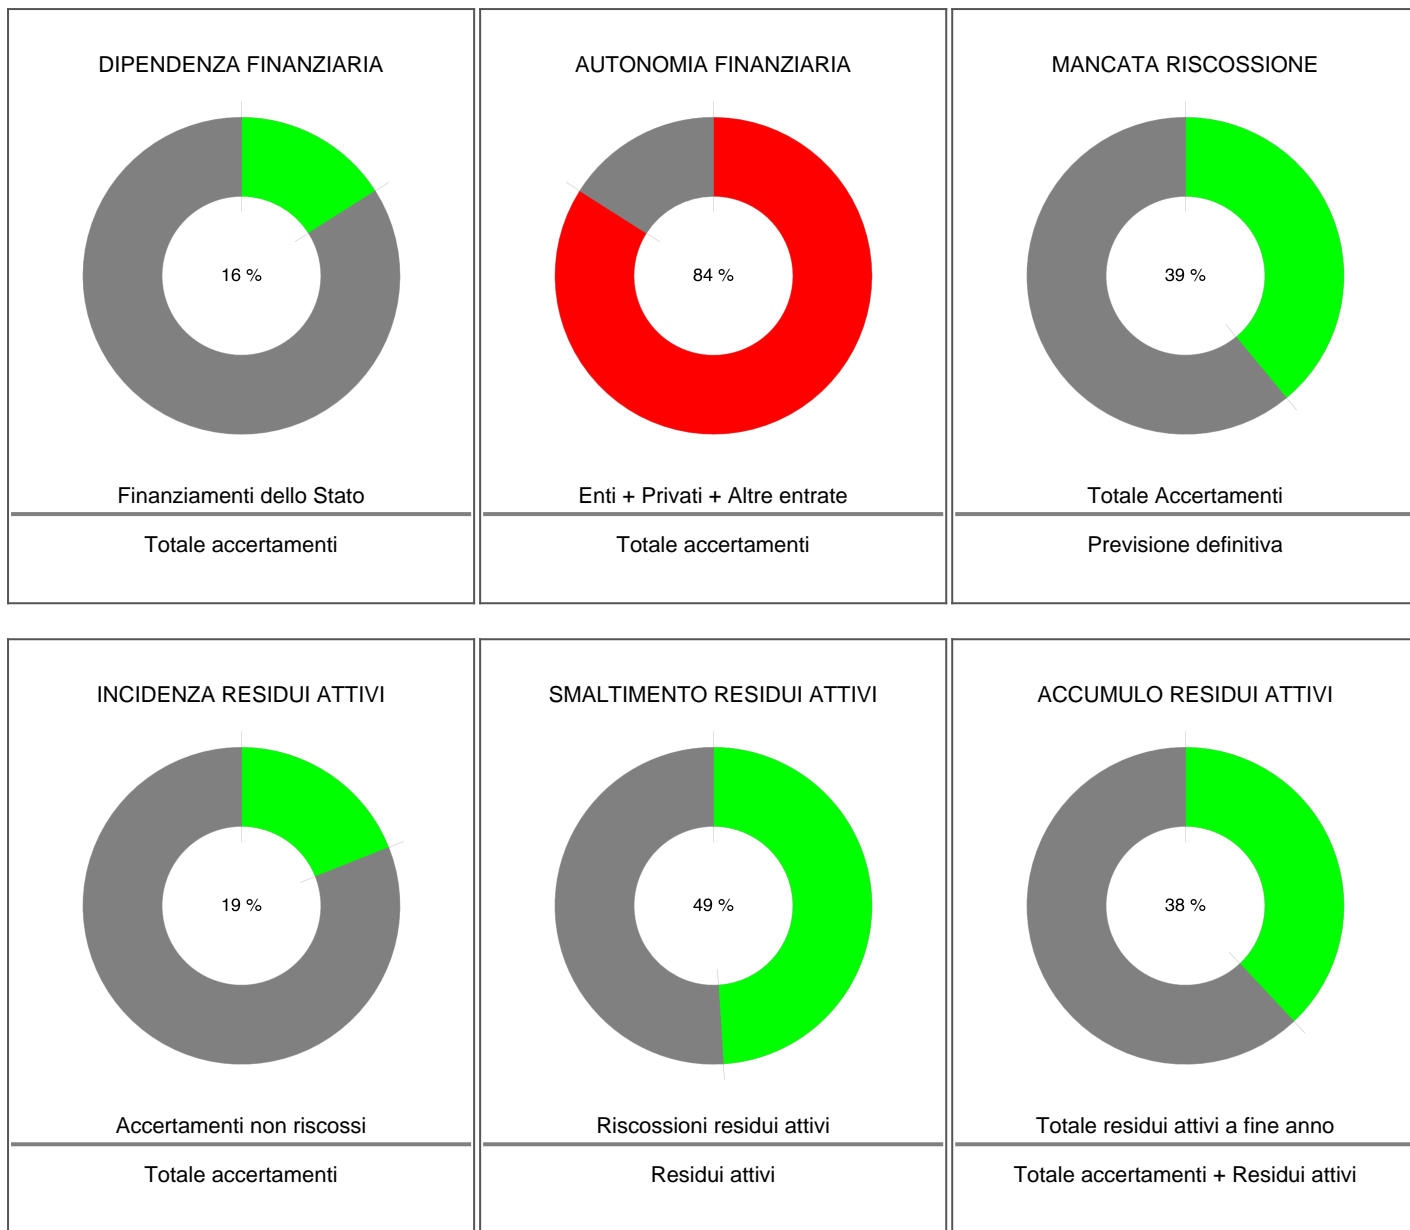 DIPENDENZA FINANZIARIA
16 %
Finanziamenti dello Stato
Totale accertamenti
AUTONOMIA FINANZIARIA
84 %
Enti + Privati + Altre entrate
Totale accertamenti
MANCATA RISCOSSIONE
39 %
Totale Accertamenti
Previsione definitiva
INCIDENZA RESIDUI ATTIVI
19 %
Accertamenti non riscossi
Totale accertamenti
SMALTIMENTO RESIDUI ATTIVI
49 %
Riscossioni residui attivi
Residui attivi
ACCUMULO RESIDUI ATTIVI
38 %
Totale residui attivi a fine anno
Totale accertamenti + Residui attivi